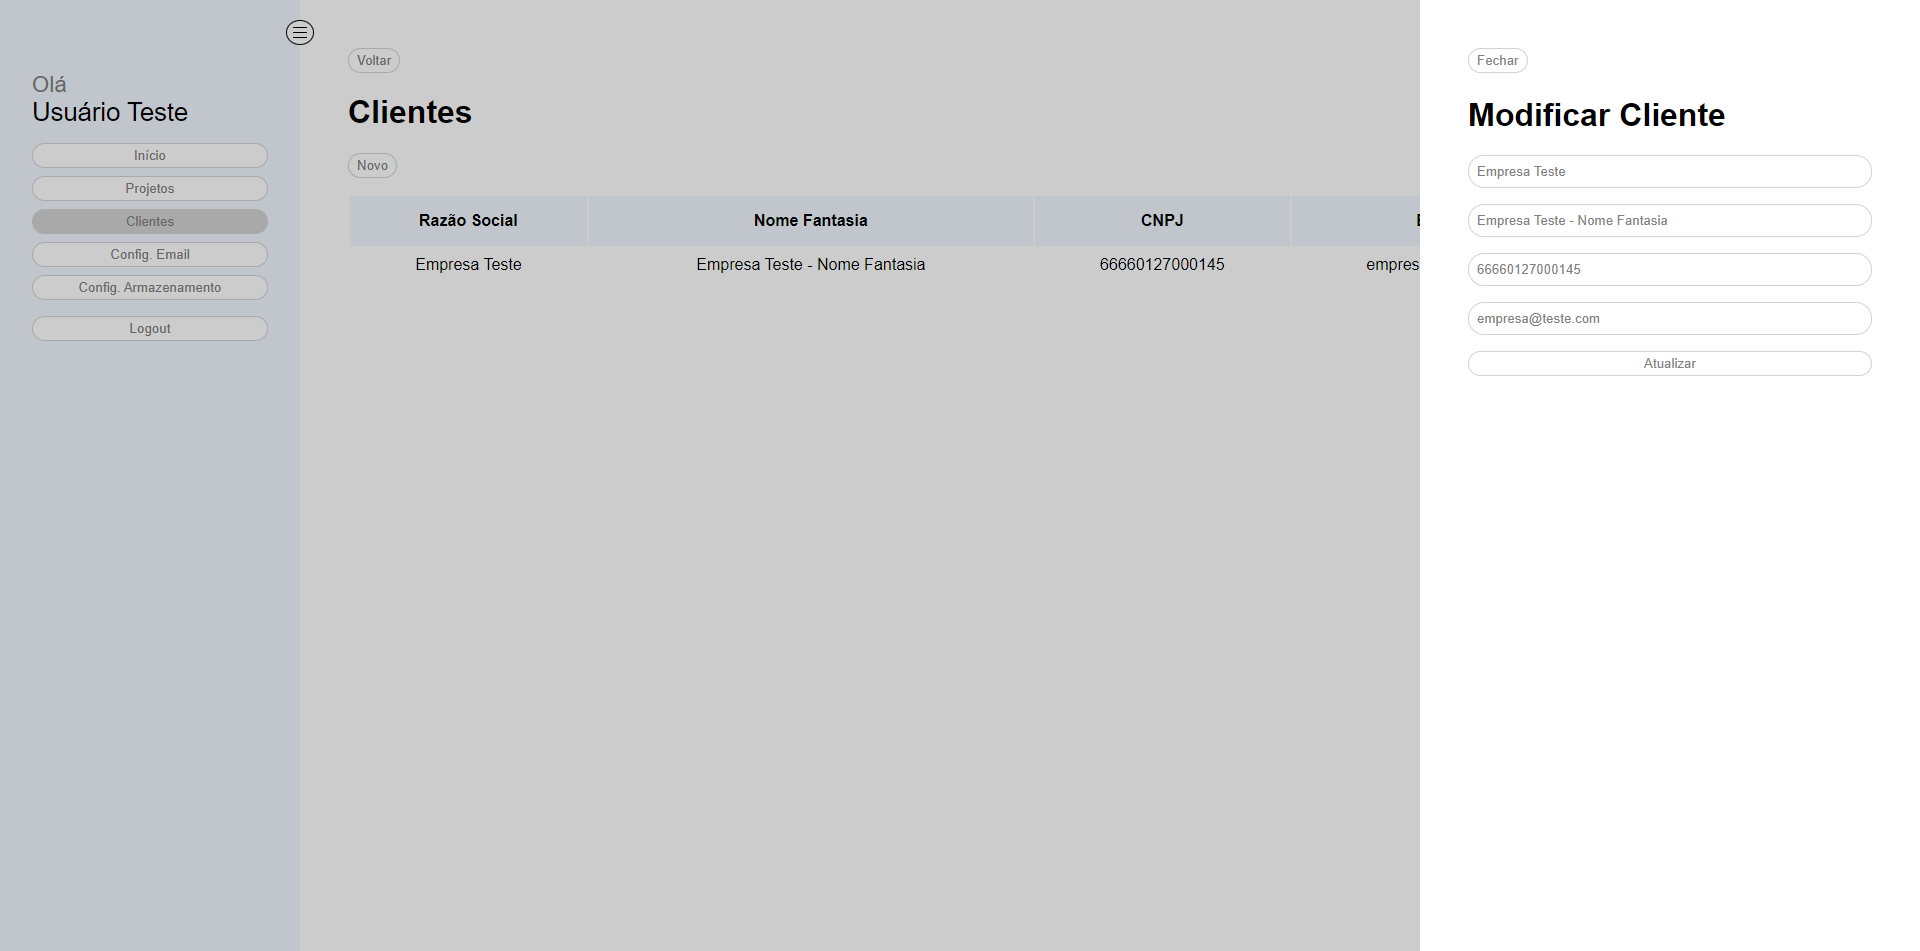 Olá
Usuário Teste
Início
Projetos
Clientes
Config. Email
Config. Armazenamento
Logout
Voltar
Clientes
Novo
Razão Social Nome Fantasia CNPJ
Empresa Teste Empresa Teste - Nome Fantasia 66660127000145 empres
Fechar
Modificar Cliente
Empresa Teste
Empresa Teste - Nome Fantasia
66660127000145
empresa@teste.com
Atualizar